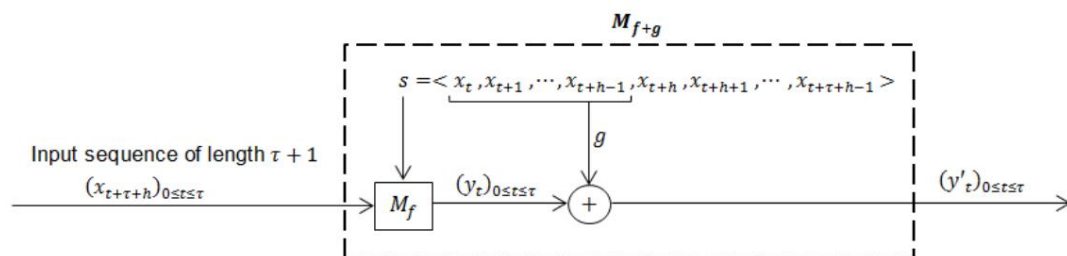 M_{f+g}
s =< x_t , x_{t+1} , ⋯, x_{t+h−1} , x_{t+h} , x_{t+h+1} , ⋯ , x_{t+τ+h−1} >
g
Input sequence of length τ + 1
(x_{t+τ+h})_{0≤t≤τ}
M_f
(y_t)_{0≤t≤τ}
+
(y'_t)_{0≤t≤τ}